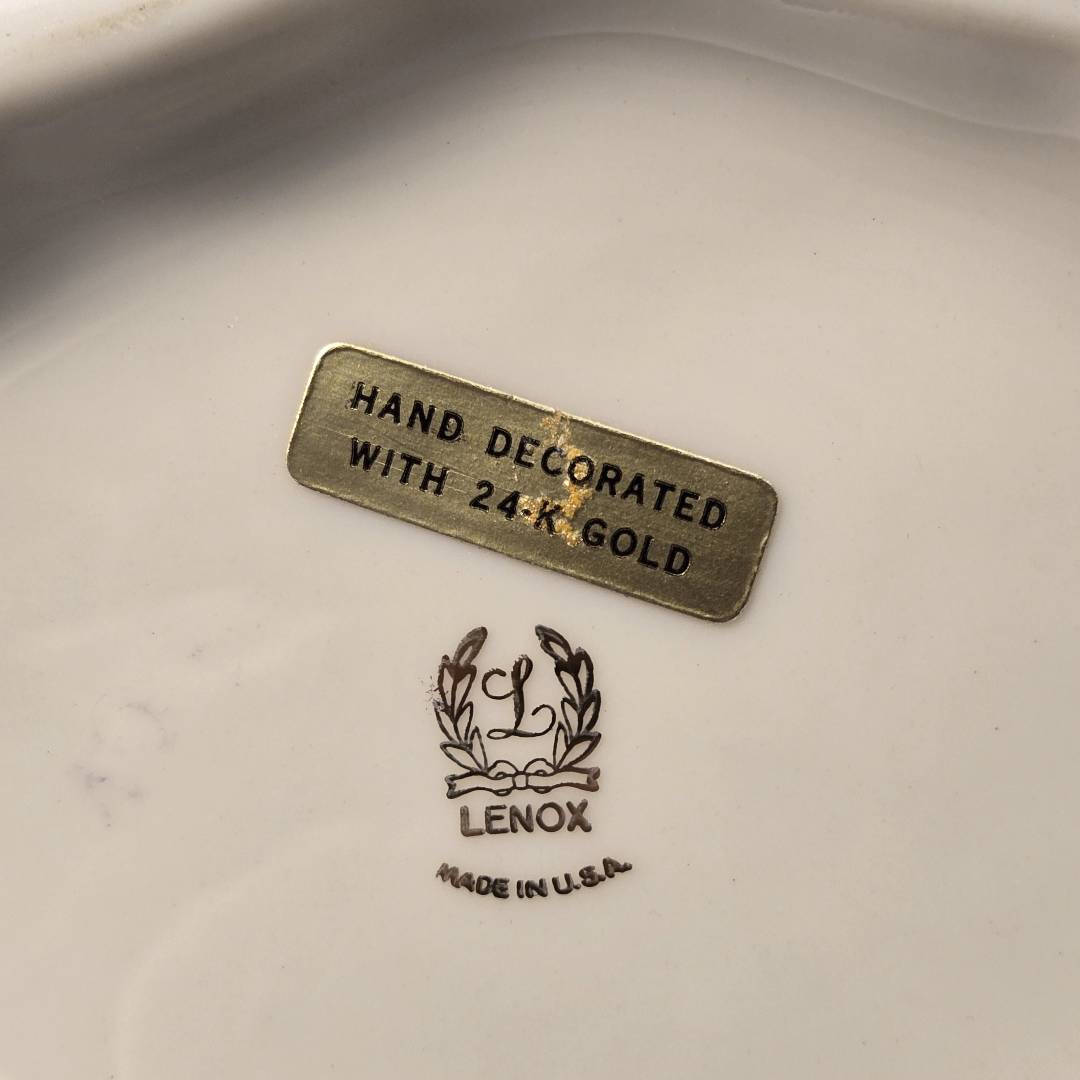 HAND DECORATED
WITH 24-K GOLD
L
LENOX
MADE IN U.S.A.